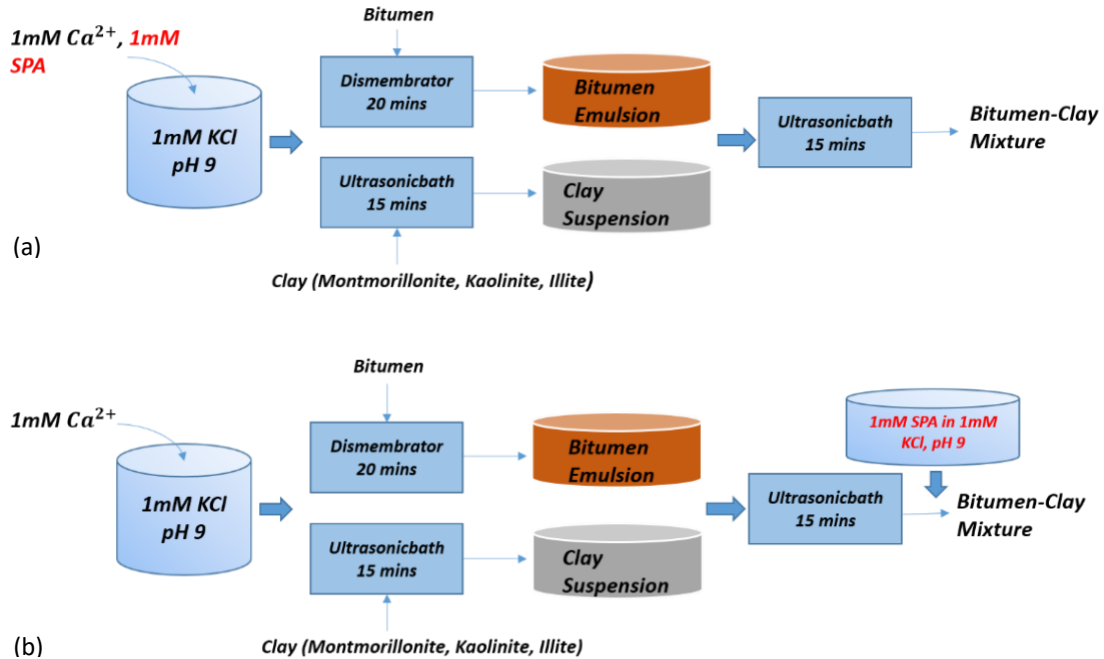 Bitumen
1mM Ca²⁺, 1mM
SPA
Dismembrator
20 mins
Bitumen
Emulsion
1mM KCl
pH 9
Ultrasonicbath
15 mins
Bitumen-Clay
Mixture
Ultrasonicbath
15 mins
Clay
Suspension
(a)
Clay (Montmorillonite, Kaolinite, Illite)
Bitumen
1mM Ca²⁺
Dismembrator
20 mins
Bitumen
Emulsion
1mM SPA in 1mM
KCl, pH 9
1mM KCl
pH 9
Ultrasonicbath
15 mins
Bitumen-Clay
Mixture
Ultrasonicbath
15 mins
Clay
Suspension
(b)
Clay (Montmorillonite, Kaolinite, Illite)